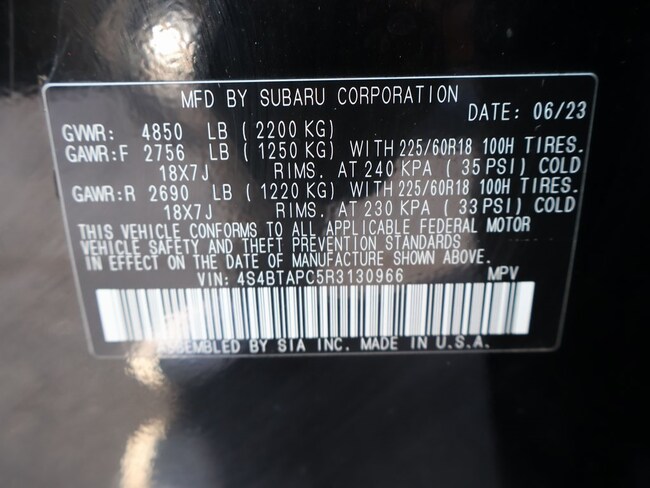 MFD BY SUBARU CORPORATION
DATE: 06/23
GVWR: 4850 LB (2200 KG)
GAWR:F 2756 LB (1250 KG) WITH 225/60R18 100H TIRES.
18X7J RIMS. AT 240 KPA (35 PSI) COLD
GAWR:R 2690 LB (1220 KG) WITH 225/60R18 100H TIRES.
18X7J RIMS. AT 230 KPA (33 PSI) COLD
THIS VEHICLE CONFORMS TO ALL APPLICABLE FEDERAL MOTOR
VEHICLE SAFETY AND THEFT PREVENTION STANDARDS
IN EFFECT ON THE DATE OF MANUFACTURE SHOWN ABOVE.
VIN: 4S4BTAPC5R3130966 MPV
ASSEMBLED BY SIA INC. MADE IN U.S.A.